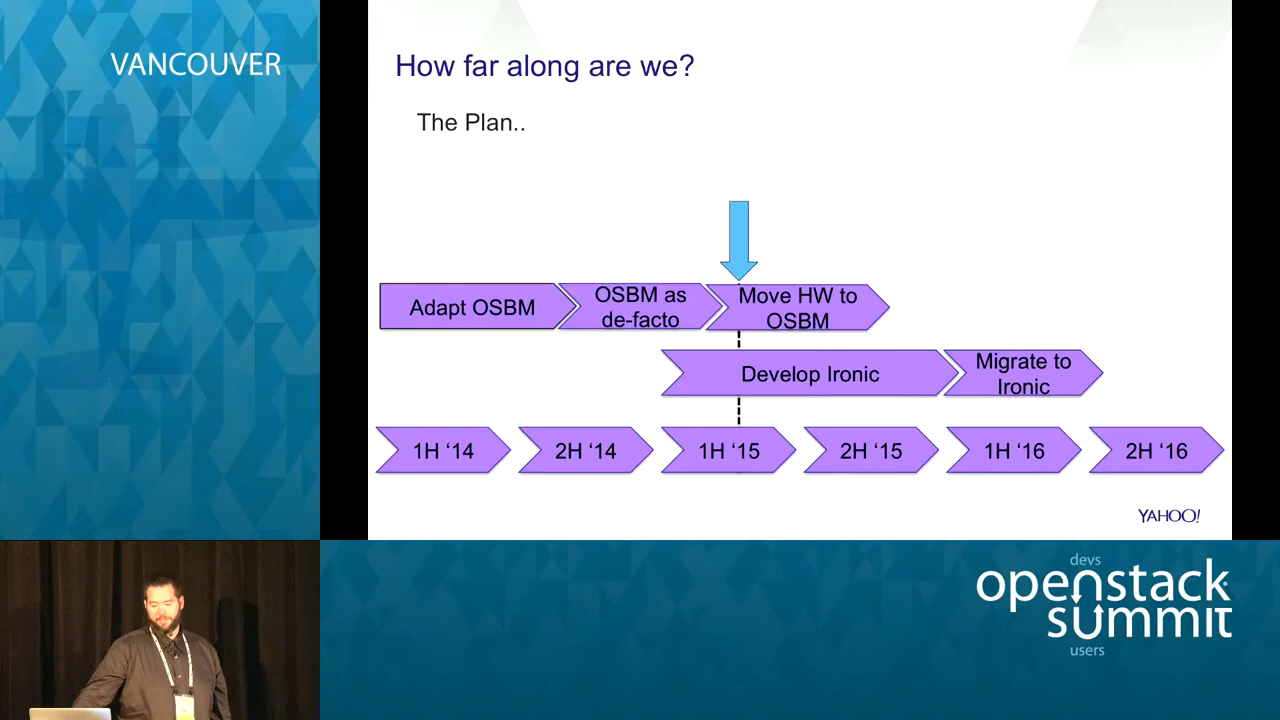 VANCOUVER
How far along are we?
The Plan..
Adapt OSBM
OSBM as
de-facto
Move HW to
OSBM
Develop Ironic
Migrate to
Ironic
1H ‘14
2H ‘14
1H ‘15
2H ‘15
1H ‘16
2H ‘16
YAHOO!
devs
openstack
summit
users